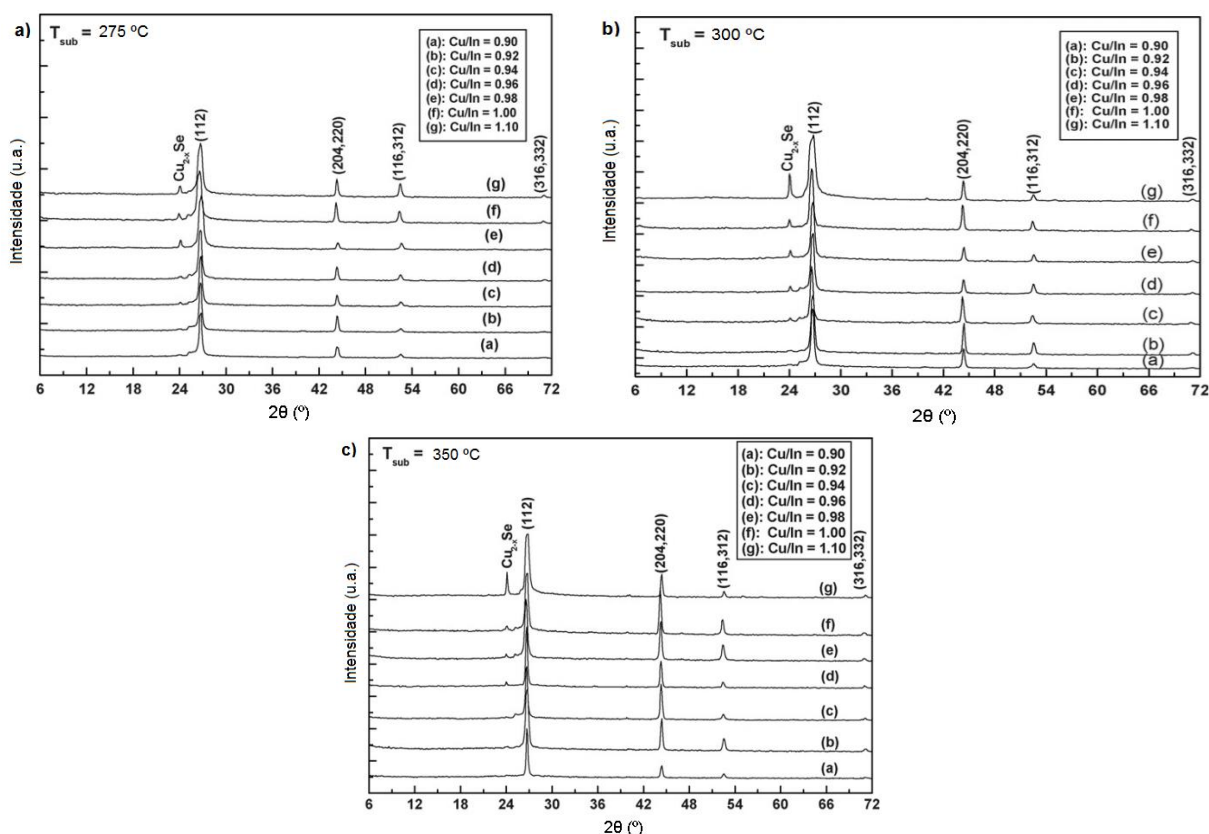 a)
T_sub = 275 ºC
(a): Cu/In = 0.90
(b): Cu/In = 0.92
(c): Cu/In = 0.94
(d): Cu/In = 0.96
(e): Cu/In = 0.98
(f): Cu/In = 1.00
(g): Cu/In = 1.10
Cu2-xSe
(112)
(204,220)
(116,312)
(316,332)
(g)
(f)
(e)
(d)
(c)
(b)
(a)
Intensidade (u.a.)
6 12 18 24 30 36 42 48 54 60 66 72
2θ (º)
b)
T_sub = 300 ºC
(a): Cu/In = 0.90
(b): Cu/In = 0.92
(c): Cu/In = 0.94
(d): Cu/In = 0.96
(e): Cu/In = 0.98
(f): Cu/In = 1.00
(g): Cu/In = 1.10
Cu2-xSe
(112)
(204,220)
(116,312)
(316,332)
(g)
(f)
(e)
(d)
(c)
(b)
(a)
Intensidade (u.a.)
6 12 18 24 30 36 42 48 54 60 66 72
2θ (º)
c)
T_sub = 350 ºC
(a): Cu/In = 0.90
(b): Cu/In = 0.92
(c): Cu/In = 0.94
(d): Cu/In = 0.96
(e): Cu/In = 0.98
(f): Cu/In = 1.00
(g): Cu/In = 1.10
Cu2-xSe
(112)
(204,220)
(116,312)
(316,332)
(g)
(f)
(e)
(d)
(c)
(b)
(a)
Intensidade (u.a.)
6 12 18 24 30 36 42 48 54 60 66 72
2θ (º)